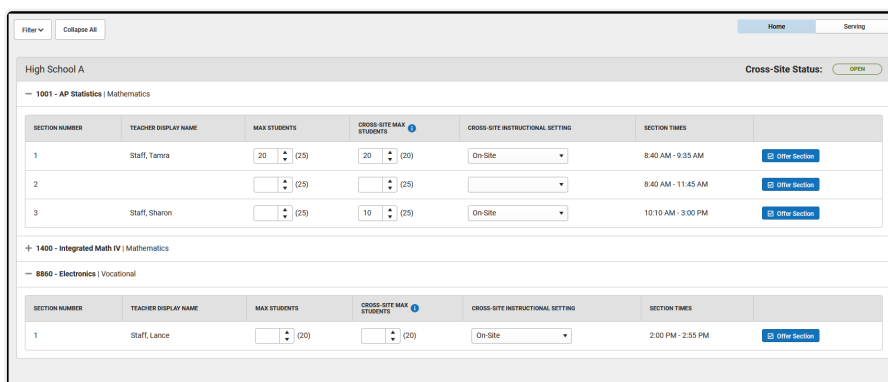 Filter Collapse All Home Serving
High School A Cross-Site Status: OPEN
1001 - AP Statistics | Mathematics
SECTION NUMBER TEACHER DISPLAY NAME MAX STUDENTS CROSS-SITE MAX STUDENTS CROSS-SITE INSTRUCTIONAL SETTING SECTION TIMES
1 Staff, Tamra 20 (25) 20 (20) On-Site 8:40 AM - 9:35 AM Offer Section
2 (25) (25) 8:40 AM - 11:45 AM Offer Section
3 Staff, Sharon (25) 10 (25) On-Site 10:10 AM - 3:00 PM Offer Section
1400 - Integrated Math IV | Mathematics
8860 - Electronics | Vocational
SECTION NUMBER TEACHER DISPLAY NAME MAX STUDENTS CROSS-SITE MAX STUDENTS CROSS-SITE INSTRUCTIONAL SETTING SECTION TIMES
1 Staff, Lance (20) (20) On-Site 2:00 PM - 2:55 PM Offer Section